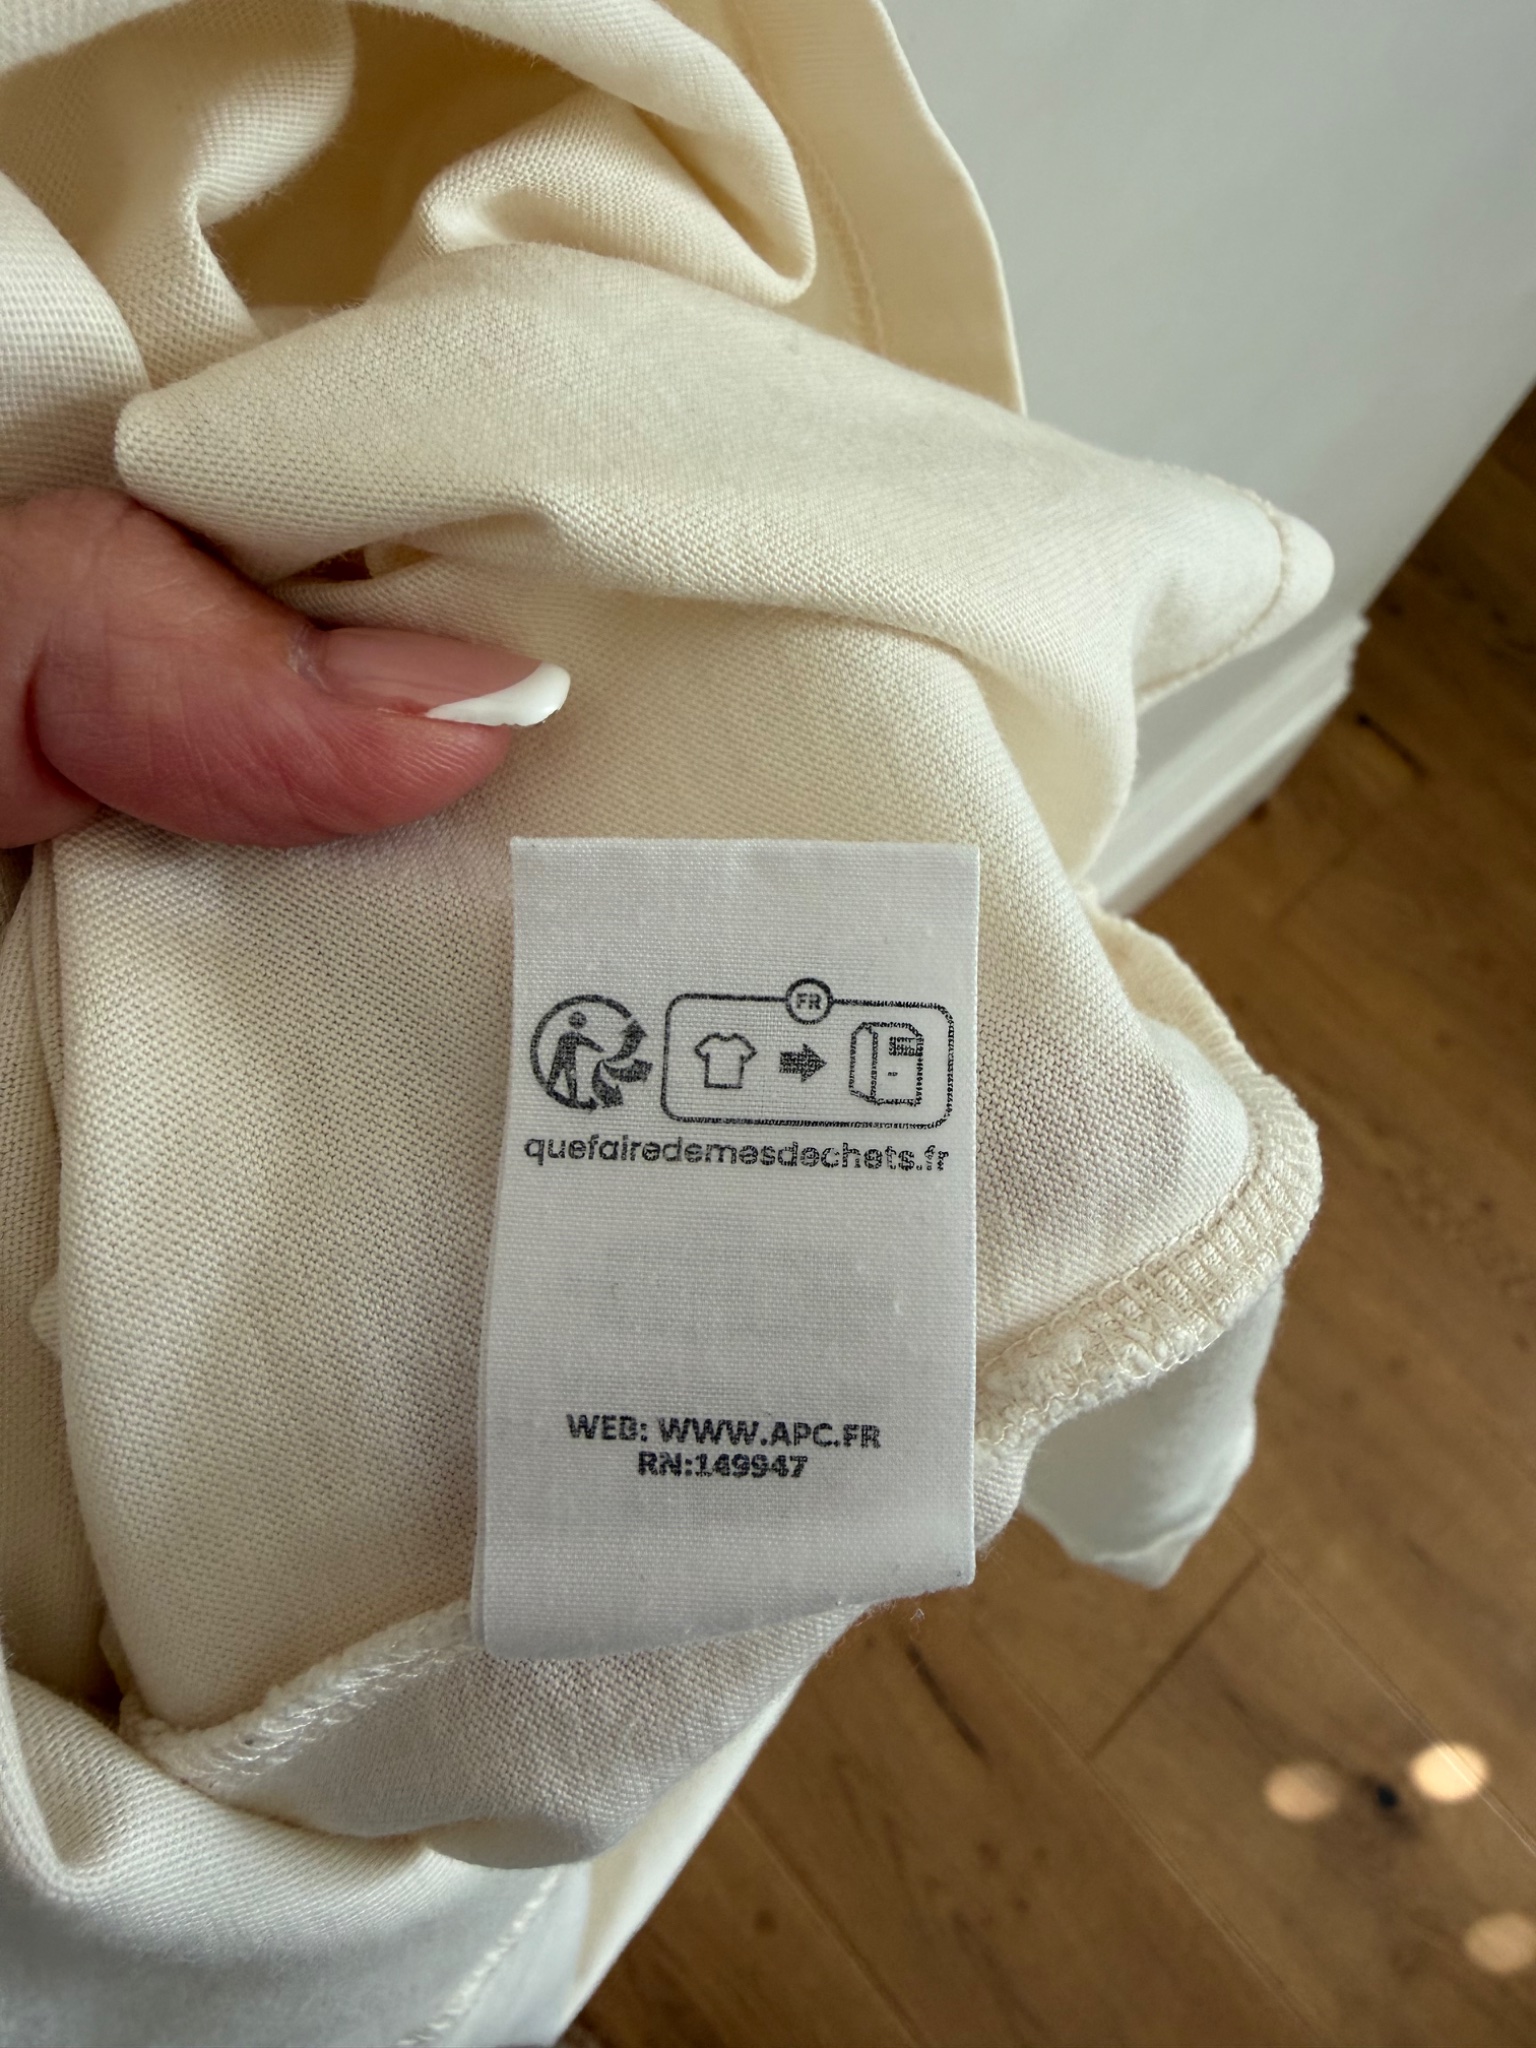 FR
quefairedemesdechets.fr
WEB: WWW.APC.FR
RN:149947